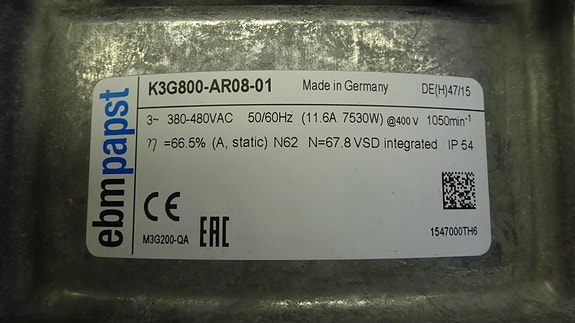 ebmpapst
K3G800-AR08-01 Made in Germany DE(H)47/15
3~ 380-480VAC 50/60Hz (11.6A 7530W) @400 V 1050min⁻¹
η =66.5% (A, static) N62 N=67.8 VSD integrated IP 54
CE
M3G200-QA EAC 1547000TH6